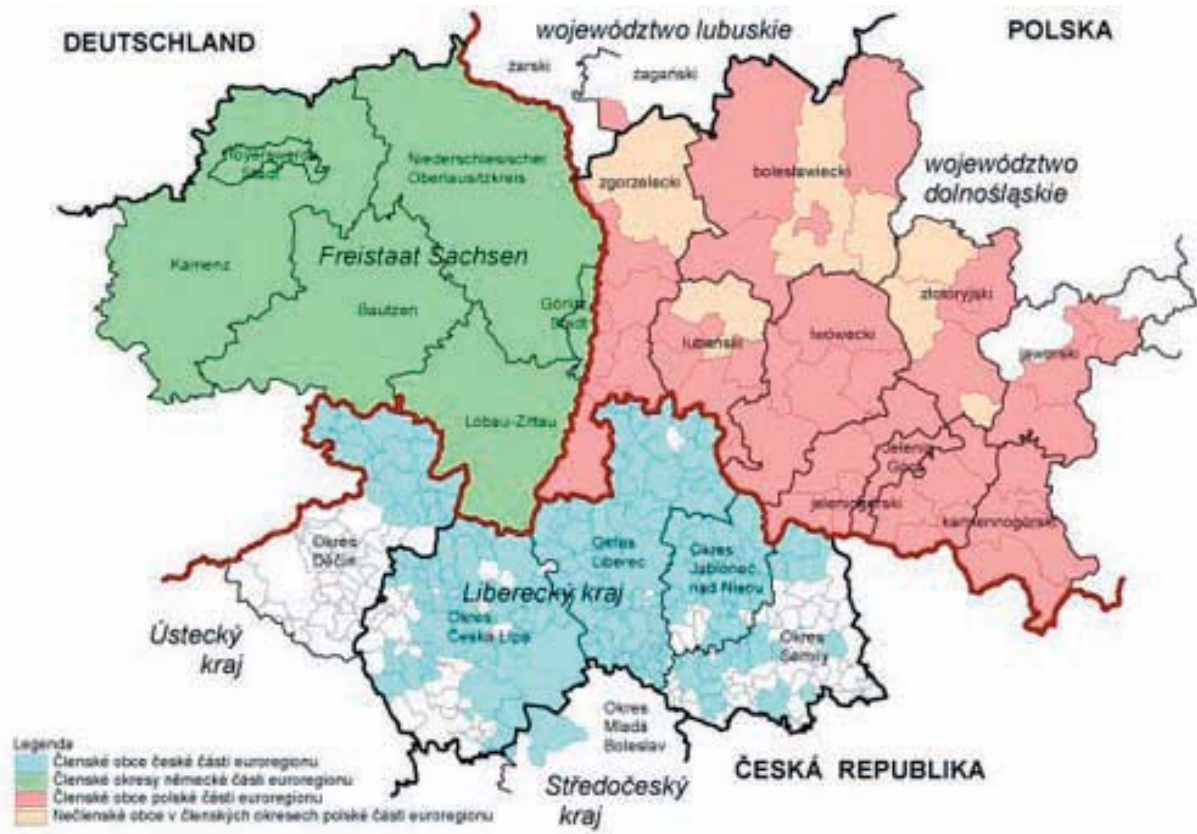 DEUTSCHLAND
województwo lubuskie
POLSKA
żarski
żagański
Hoyerswerda
Stadt
Niederschlesischer
Oberlausitzkreis
zgorzelecki
bolesławiecki
województwo
dolnośląskie
Kamenz
Freistaat Sachsen
Bautzen
Görlitz
Stadt
złotoryjski
lubański
lwówecki
jaworski
Löbau-Zittau
Jelenia
Góra
jeleniogórski
kamiennogórski
Okres
Děčín
Okres
Liberec
Okres
Jablonec
nad Nisou
Liberecký kraj
Ústecký
kraj
Okres
Česká Lípa
Okres
Semily
Okres
Mladá
Boleslav
Středočeský
kraj
ČESKÁ REPUBLIKA
Legenda
Členské obce české části euroregionu
Členské okresy německé části euroregionu
Členské obce polské části euroregionu
Nečlenské obce v členských okresech polské části euroregionu